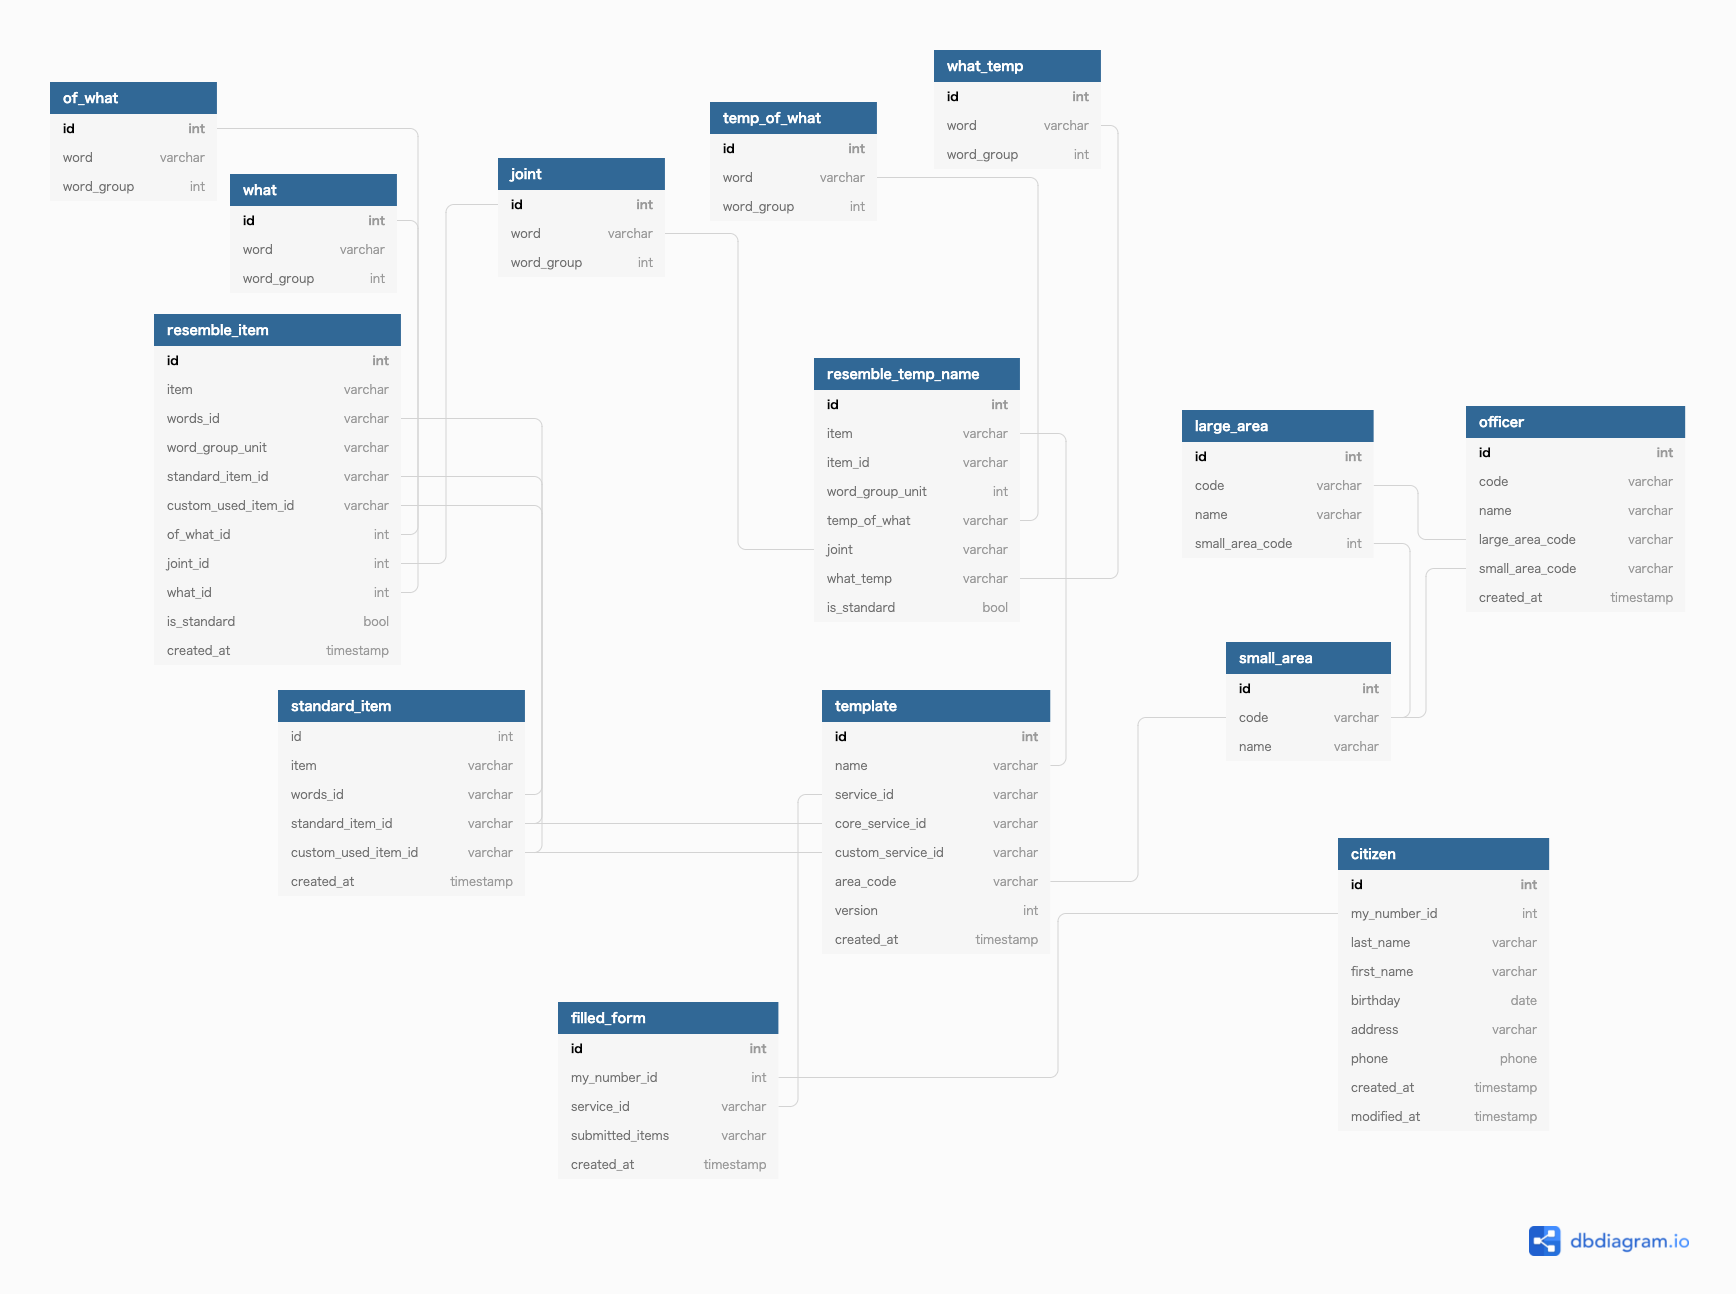 of_what
id int
word varchar
word_group int
what
id int
word varchar
word_group int
joint
id int
word varchar
word_group int
temp_of_what
id int
word varchar
word_group int
what_temp
id int
word varchar
word_group int
resemble_item
id int
item varchar
words_id varchar
word_group_unit varchar
standard_item_id varchar
custom_used_item_id varchar
of_what_id int
joint_id int
what_id int
is_standard bool
created_at timestamp
resemble_temp_name
id int
item varchar
item_id varchar
word_group_unit int
temp_of_what varchar
joint varchar
what_temp varchar
is_standard bool
large_area
id int
code varchar
name varchar
small_area_code int
officer
id int
code varchar
name varchar
large_area_code varchar
small_area_code varchar
created_at timestamp
small_area
id int
code varchar
name varchar
standard_item
id int
item varchar
words_id varchar
standard_item_id varchar
custom_used_item_id varchar
created_at timestamp
template
id int
name varchar
service_id varchar
core_service_id varchar
custom_service_id varchar
area_code varchar
version int
created_at timestamp
citizen
id int
my_number_id int
last_name varchar
first_name varchar
birthday date
address varchar
phone phone
created_at timestamp
modified_at timestamp
filled_form
id int
my_number_id int
service_id varchar
submitted_items varchar
created_at timestamp
dbdiagram.io